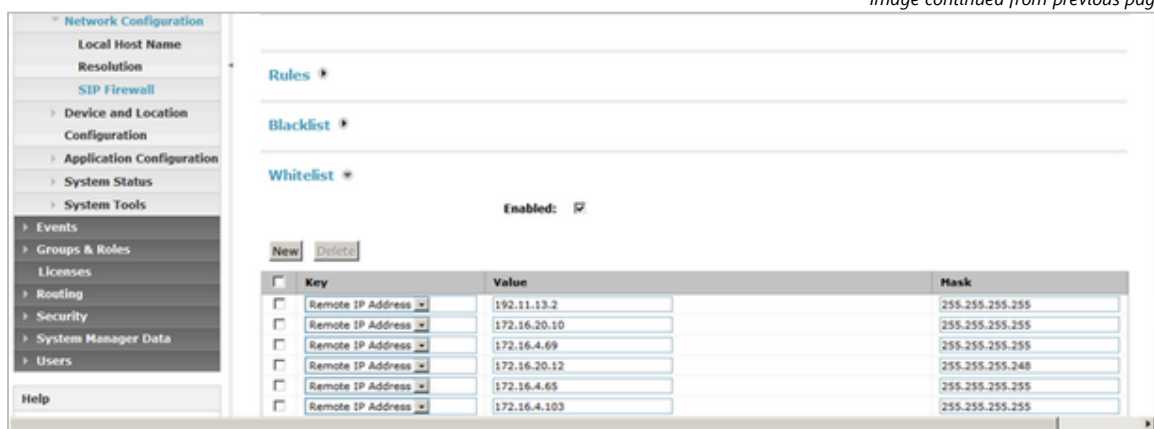 Image continued from previous pag
Network Configuration
Local Host Name
Resolution
SIP Firewall
Device and Location
Configuration
Application Configuration
System Status
System Tools
Events
Groups & Roles
Licenses
Routing
Security
System Manager Data
Users
Help
Rules
Blacklist
Whitelist
Enabled:
New Delete
Key Value Mask
Remote IP Address 192.11.13.2 255.255.255.255
Remote IP Address 172.16.20.10 255.255.255.255
Remote IP Address 172.16.4.69 255.255.255.255
Remote IP Address 172.16.20.12 255.255.255.248
Remote IP Address 172.16.4.65 255.255.255.255
Remote IP Address 172.16.4.103 255.255.255.255